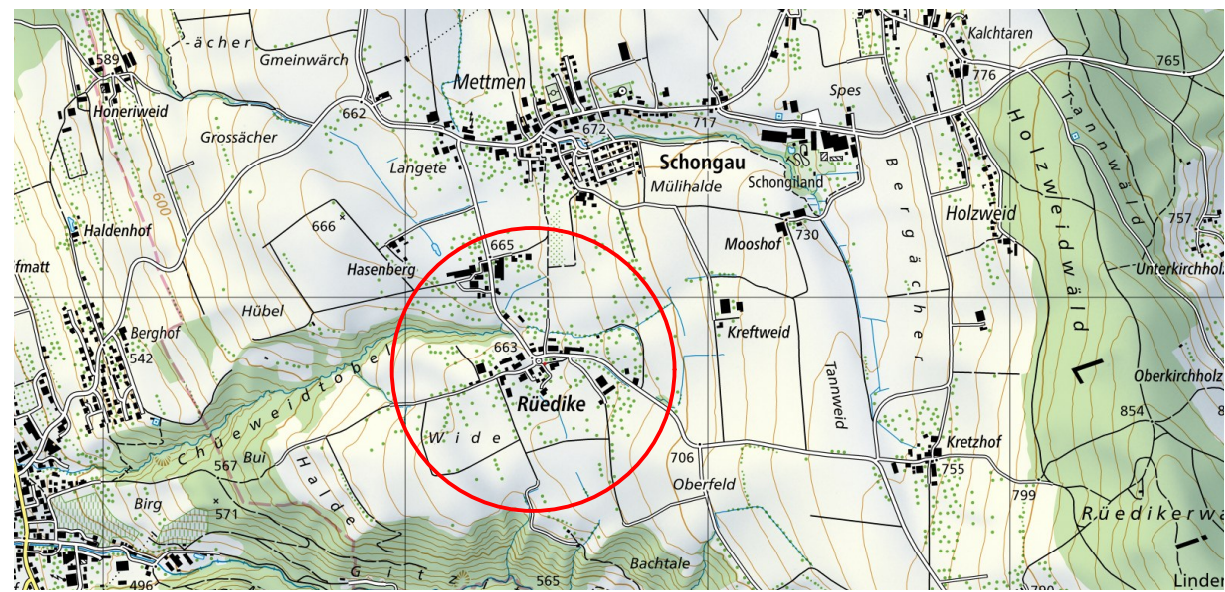 -ächer
Gmeinwärch
Kalchtaren
589
765
776
Mettmen
Spes
Honeriweid
662
717
672
Grossächer
Tannwäld
Holzweidwäld
Langete
Schongau
Schongiland
Mülihalde
Bergächer
600
Haldenhof
666
Holzweid
757
730
Mooshof
665
fmatt
Hasenberg
Unterkirchholz
Hübel
Berghof
Kreftweid
542
663
L
Oberkirchholz
Tannweid
Rüedike
854
8
Chüeweidtobel
Wide
Kretzhof
706
755
567
Bui
Halde
Oberfeld
799
Birg
571
Rüedikerwa
i
Bachtale
Gitzi
565
496
Linden
790